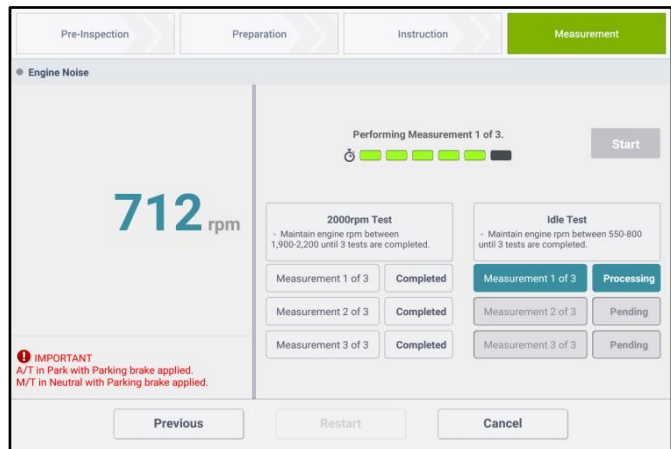 Pre-Inspection
Preparation
Instruction
Measurement
Engine Noise
712 rpm
IMPORTANT
A/T in Park with Parking brake applied.
M/T in Neutral with Parking brake applied.
Performing Measurement 1 of 3.
Start
2000rpm Test
- Maintain engine rpm between
1,900-2,200 until 3 tests are completed.
Measurement 1 of 3 Completed
Measurement 2 of 3 Completed
Measurement 3 of 3 Completed
Idle Test
- Maintain engine rpm between 550-800
until 3 tests are completed.
Measurement 1 of 3 Processing
Measurement 2 of 3 Pending
Measurement 3 of 3 Pending
Previous
Restart
Cancel